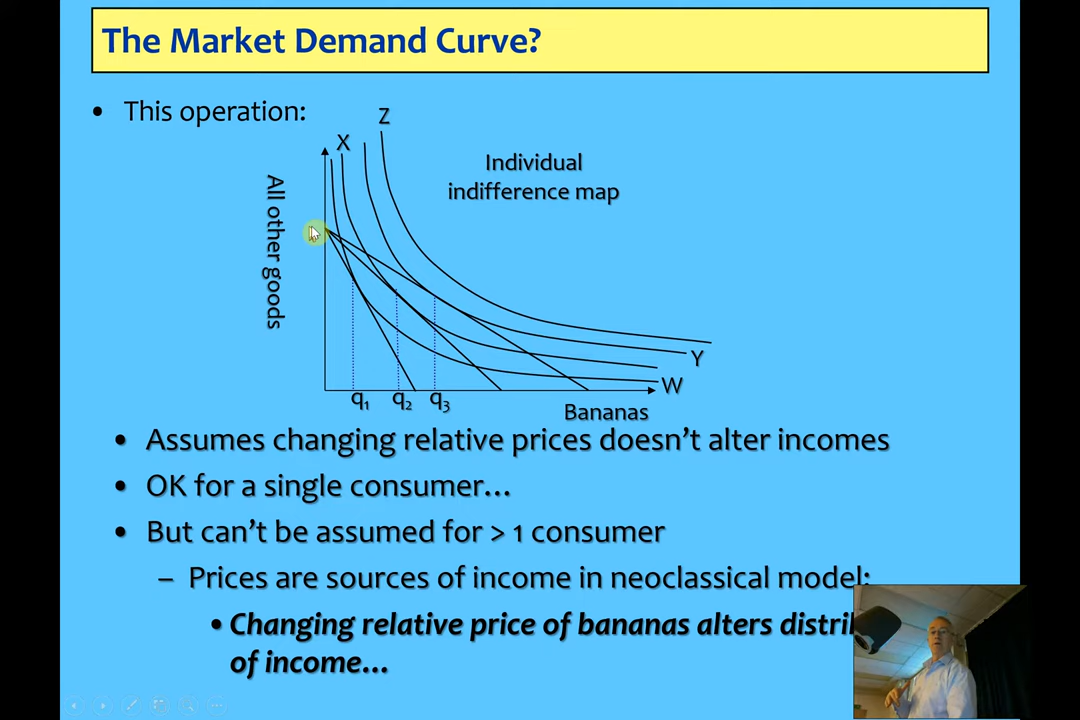 The Market Demand Curve?
• This operation:
Z
X
Individual
indifference map
All other goods
Y
W
q1 q2 q3
Bananas
• Assumes changing relative prices doesn't alter incomes
• OK for a single consumer…
• But can't be assumed for > 1 consumer
– Prices are sources of income in neoclassical model:
• Changing relative price of bananas alters
of income…